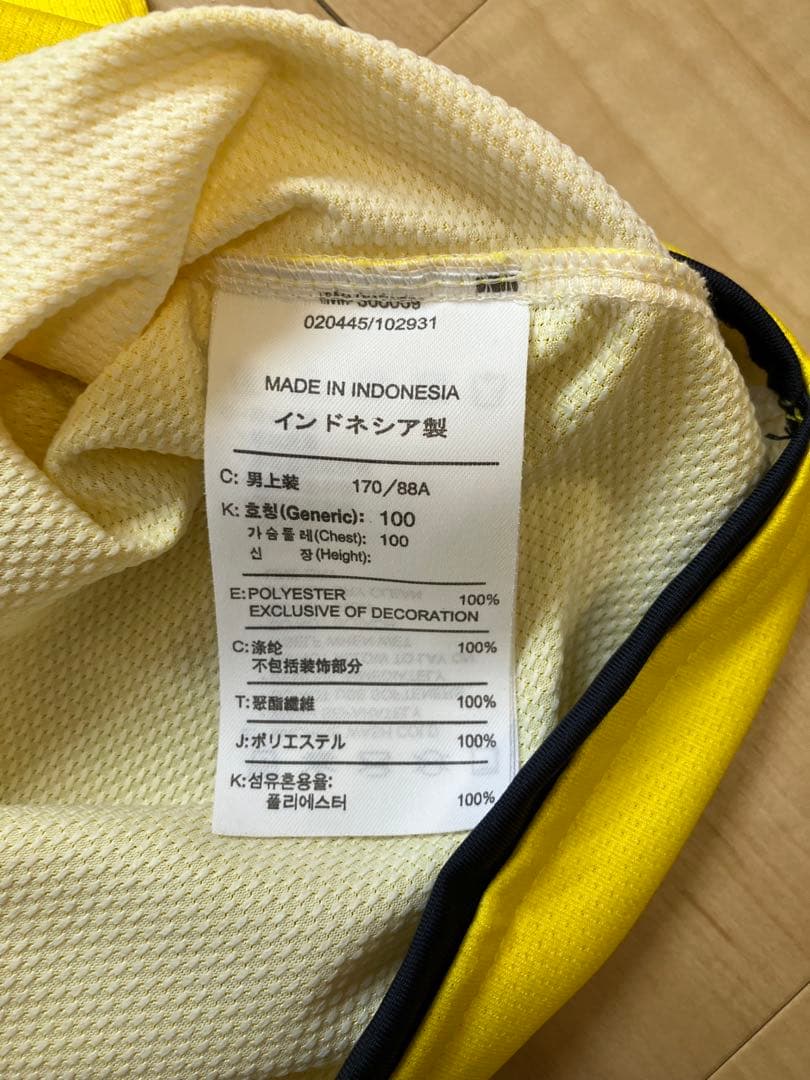 020445/102931
MADE IN INDONESIA
インドネシア製
C: 男上装 170/88A
K: 호칭(Generic): 100
가슴둘레(Chest): 100
신 장(Height):
E: POLYESTER 100%
EXCLUSIVE OF DECORATION
C: 涤纶 100%
不包括装饰部分
T: 聚酯纖維 100%
J: ポリエステル 100%
K: 섬유혼용율:
폴리에스터 100%